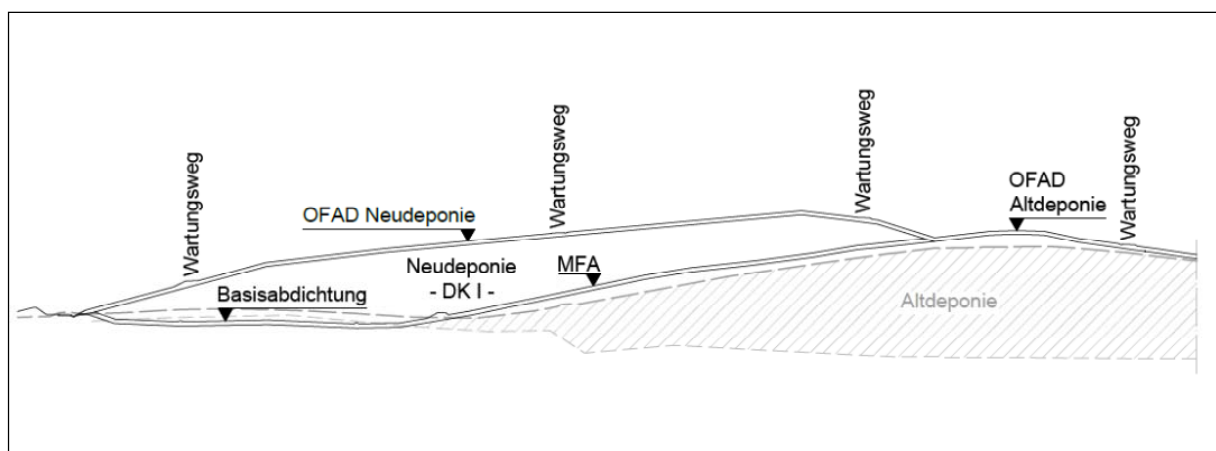 Wartungsweg
Wartungsweg
Wartungsweg
Wartungsweg
OFAD
Altdeponie
OFAD Neudeponie
Neudeponie
- DK I -
MFA
Basisabdichtung
Altdeponie